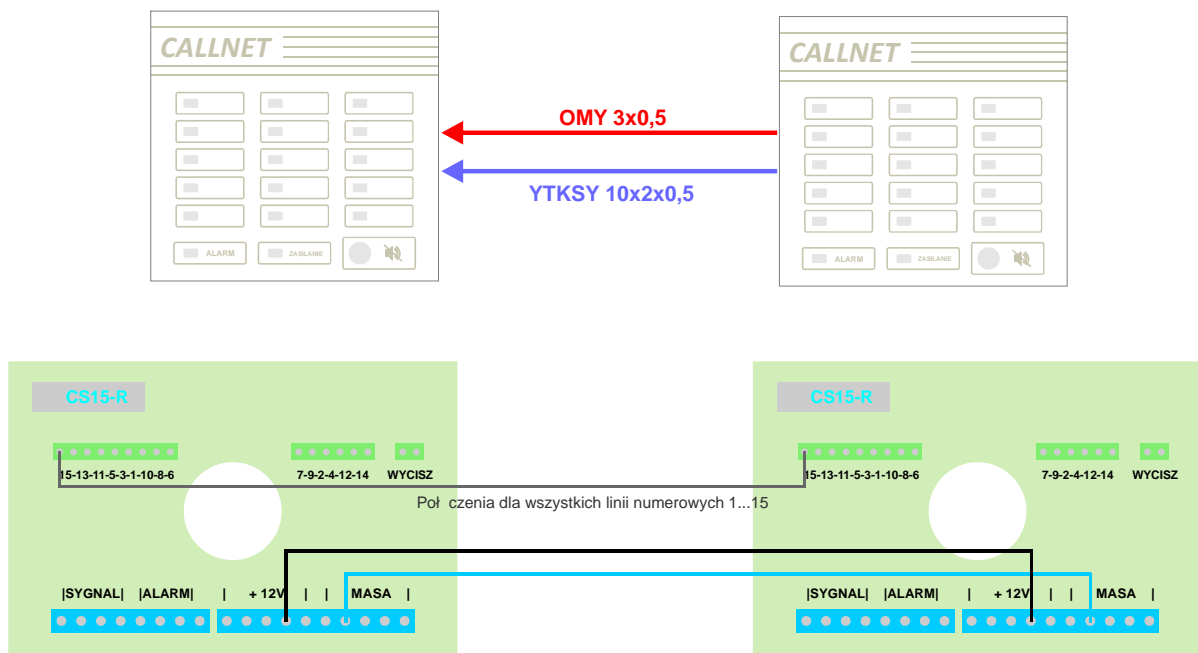 CALLNET
CALLNET
OMY 3x0,5
YTKSY 10x2x0,5
ALARM ZASILANIE
ALARM ZASILANIE
CS15-R
CS15-R
15-13-11-5-3-1-10-8-6 7-9-2-4-12-14 WYCISZ
15-13-11-5-3-1-10-8-6 7-9-2-4-12-14 WYCISZ
Poł czenia dla wszystkich linii numerowych 1...15
|SYGNAL| |ALARM| | + 12V | | MASA |
|SYGNAL| |ALARM| | + 12V | | MASA |